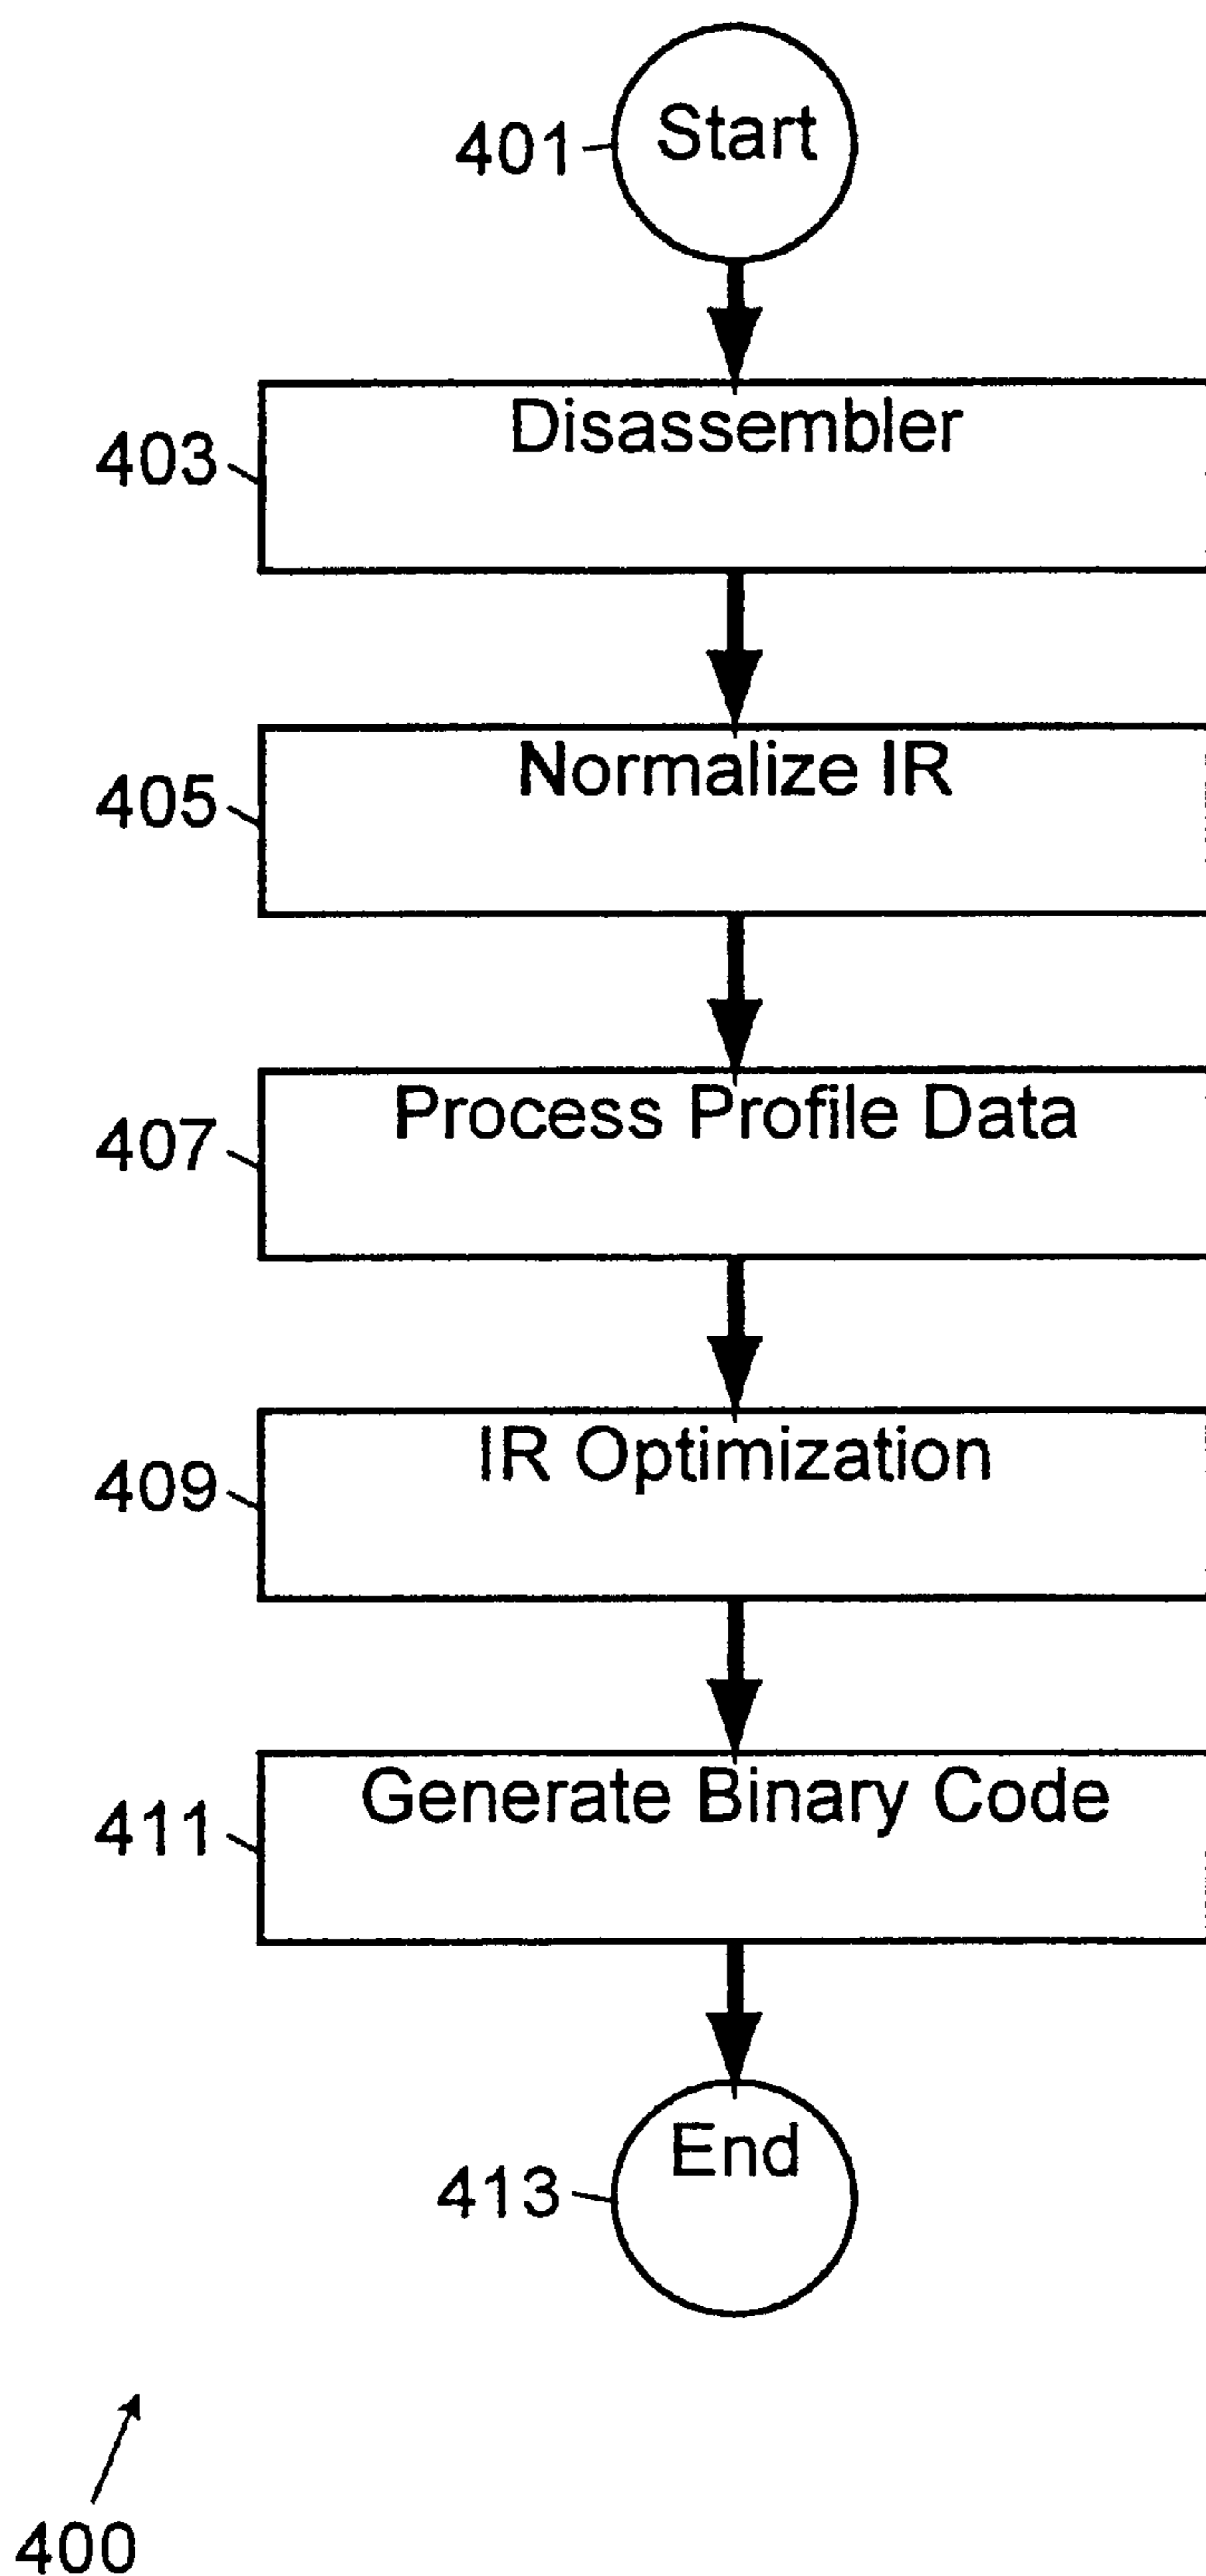 401 Start
403 Disassembler
405 Normalize IR
407 Process Profile Data
409 IR Optimization
411 Generate Binary Code
413 End
400